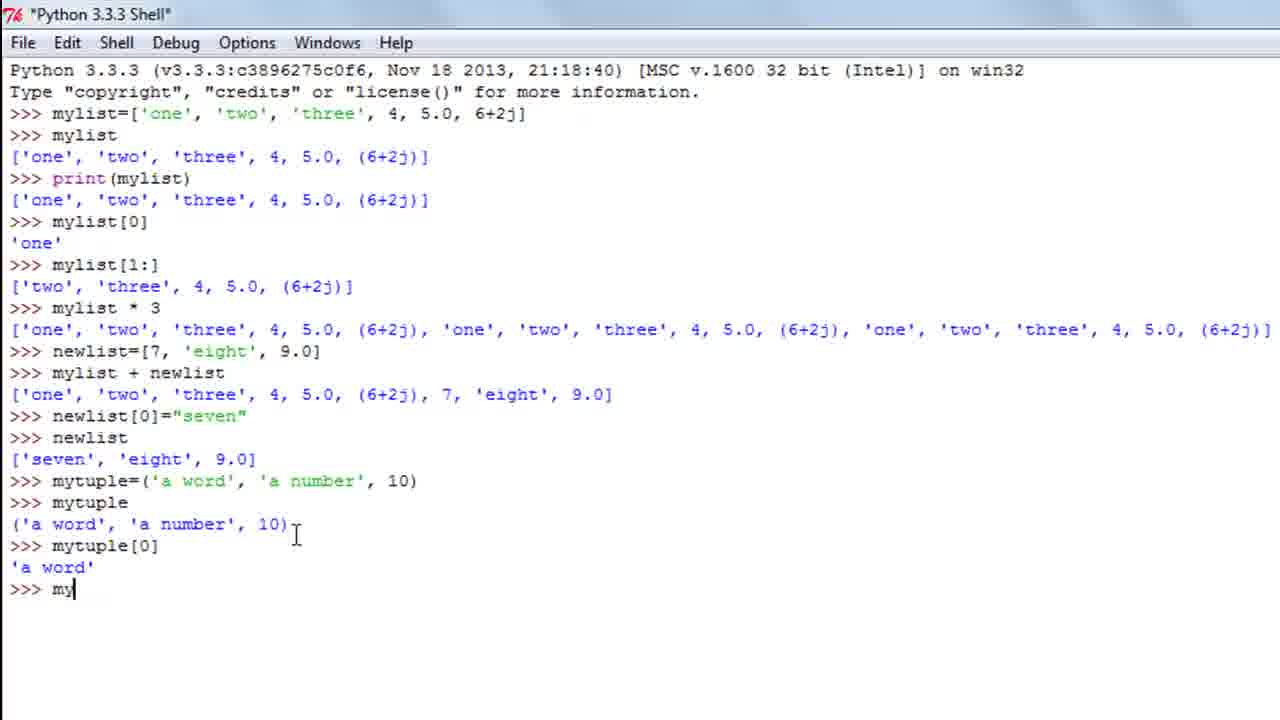 *Python 3.3.3 Shell*
File Edit Shell Debug Options Windows Help
Python 3.3.3 (v3.3.3:c3896275c0f6, Nov 18 2013, 21:18:40) [MSC v.1600 32 bit (Intel)] on win32
Type "copyright", "credits" or "license()" for more information.
>>> mylist=['one', 'two', 'three', 4, 5.0, 6+2j]
>>> mylist
['one', 'two', 'three', 4, 5.0, (6+2j)]
>>> print(mylist)
['one', 'two', 'three', 4, 5.0, (6+2j)]
>>> mylist[0]
'one'
>>> mylist[1:]
['two', 'three', 4, 5.0, (6+2j)]
>>> mylist * 3
['one', 'two', 'three', 4, 5.0, (6+2j), 'one', 'two', 'three', 4, 5.0, (6+2j), 'one', 'two', 'three', 4, 5.0, (6+2j)]
>>> newlist=[7, 'eight', 9.0]
>>> mylist + newlist
['one', 'two', 'three', 4, 5.0, (6+2j), 7, 'eight', 9.0]
>>> newlist[0]="seven"
>>> newlist
['seven', 'eight', 9.0]
>>> mytuple=('a word', 'a number', 10)
>>> mytuple
('a word', 'a number', 10)
>>> mytuple[0]
'a word'
>>> my